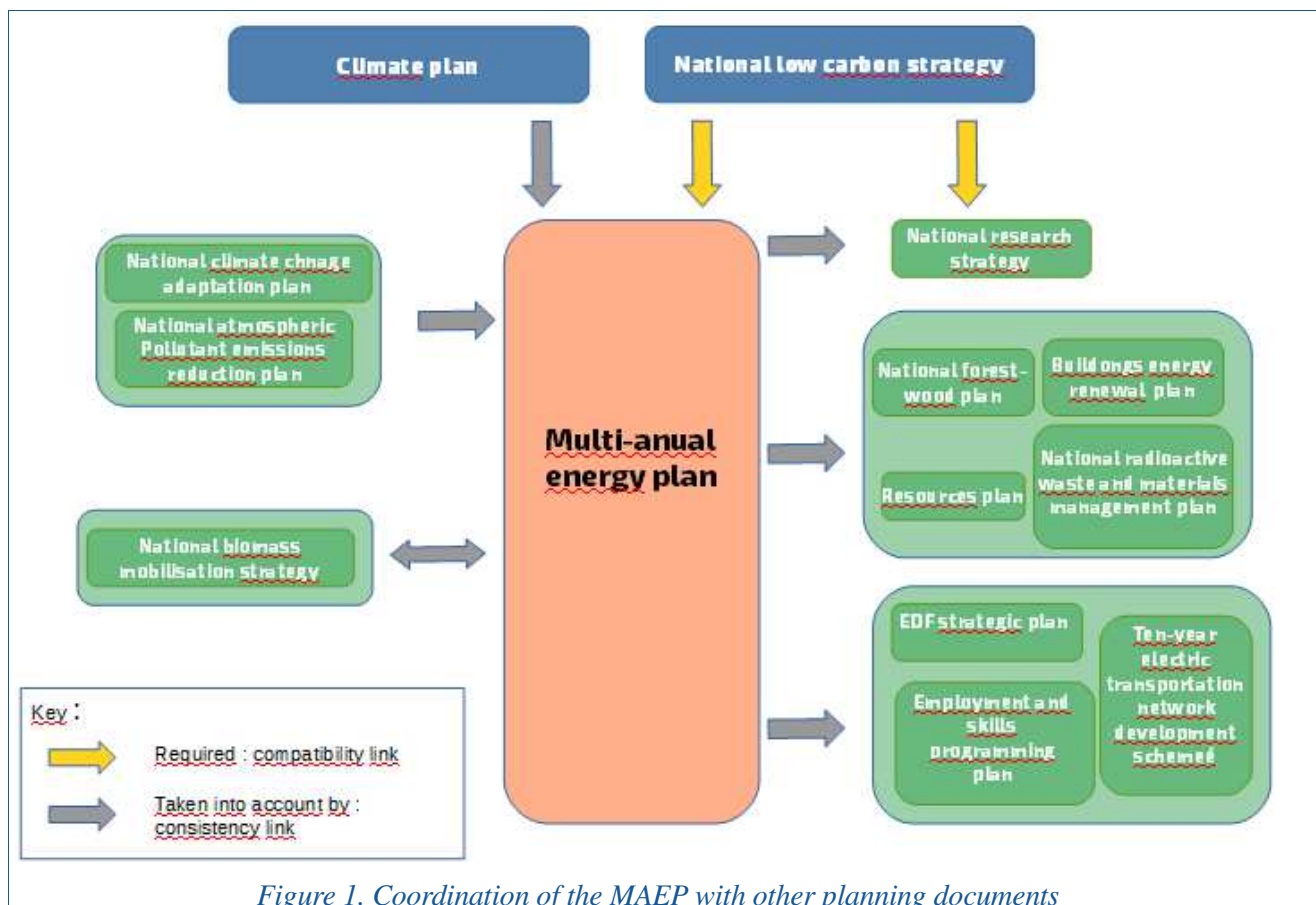 Climate plan
National low carbon strategy
National climate chnage
adaptation plan
National atmospheric
Pollutant emissions
reduction plan
National biomass
mobilisation strategy
Multi-anual
energy plan
National research
strategy
National forest-
wood plan
Buildongs energy
renewal plan
Resources plan
National radioactive
waste and materials
management plan
EDF strategic plan
Employment and
skills
programming
plan
Ten-year
electric
transportation
network
development
schemeé
Key :
Required : compatibility link
Taken into account by :
consistency link
Figure 1. Coordination of the MAEP with other planning documents